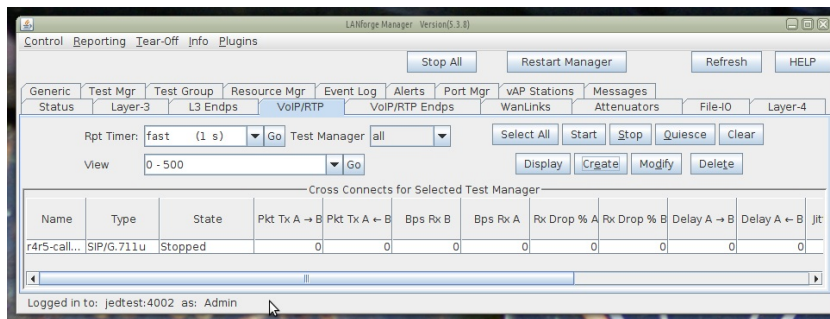 LANforge Manager Version(5.3.8)
Control Reporting Tear-Off Info Plugins
Stop All Restart Manager Refresh HELP
Generic Test Mgr Test Group Resource Mgr Event Log Alerts Port Mgr vAP Stations Messages
Status Layer-3 L3 Endps VoIP/RTP VoIP/RTP Endps WanLinks Attenuators File-IO Layer-4
Rpt Timer: fast (1 s) Go Test Manager all Select All Start Stop Quiesce Clear
View 0 - 500 Go Display Create Modify Delete
Cross Connects for Selected Test Manager
Name Type State Pkt Tx A → B Pkt Tx A ← B Bps Rx B Bps Rx A Rx Drop % A Rx Drop % B Delay A → B Delay A ← B Jit
r4r5-call... SIP/G.711u Stopped 0 0 0 0 0 0 0 0
Logged in to: jedtest:4002 as: Admin